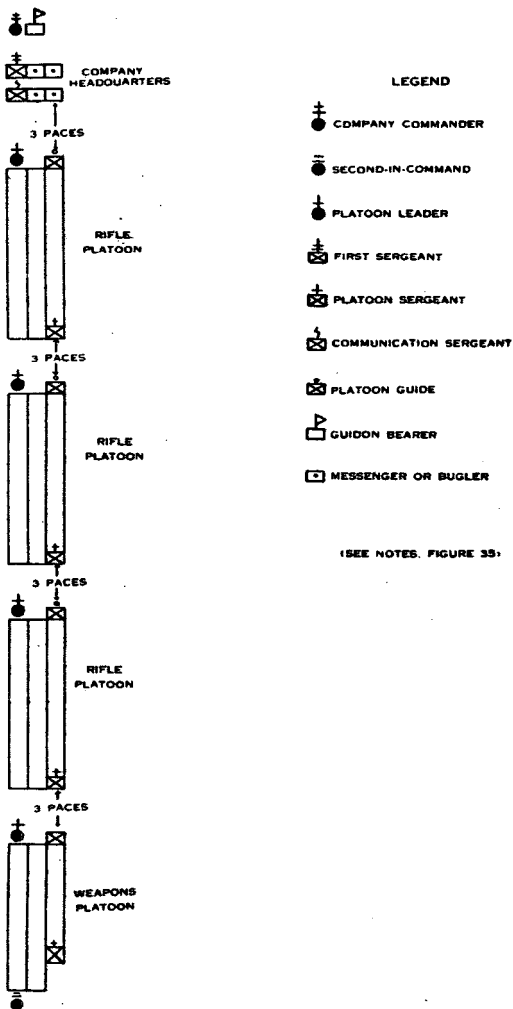 COMPANY
HEADQUARTERS
3 PACES
RIFLE
PLATOON
3 PACES
RIFLE
PLATOON
3 PACES
RIFLE
PLATOON
3 PACES
WEAPONS
PLATOON
LEGEND
COMPANY COMMANDER
SECOND-IN-COMMAND
PLATOON LEADER
FIRST SERGEANT
PLATOON SERGEANT
COMMUNICATION SERGEANT
PLATOON GUIDE
GUIDON BEARER
MESSENGER OR BUGLER
(SEE NOTES, FIGURE 35)